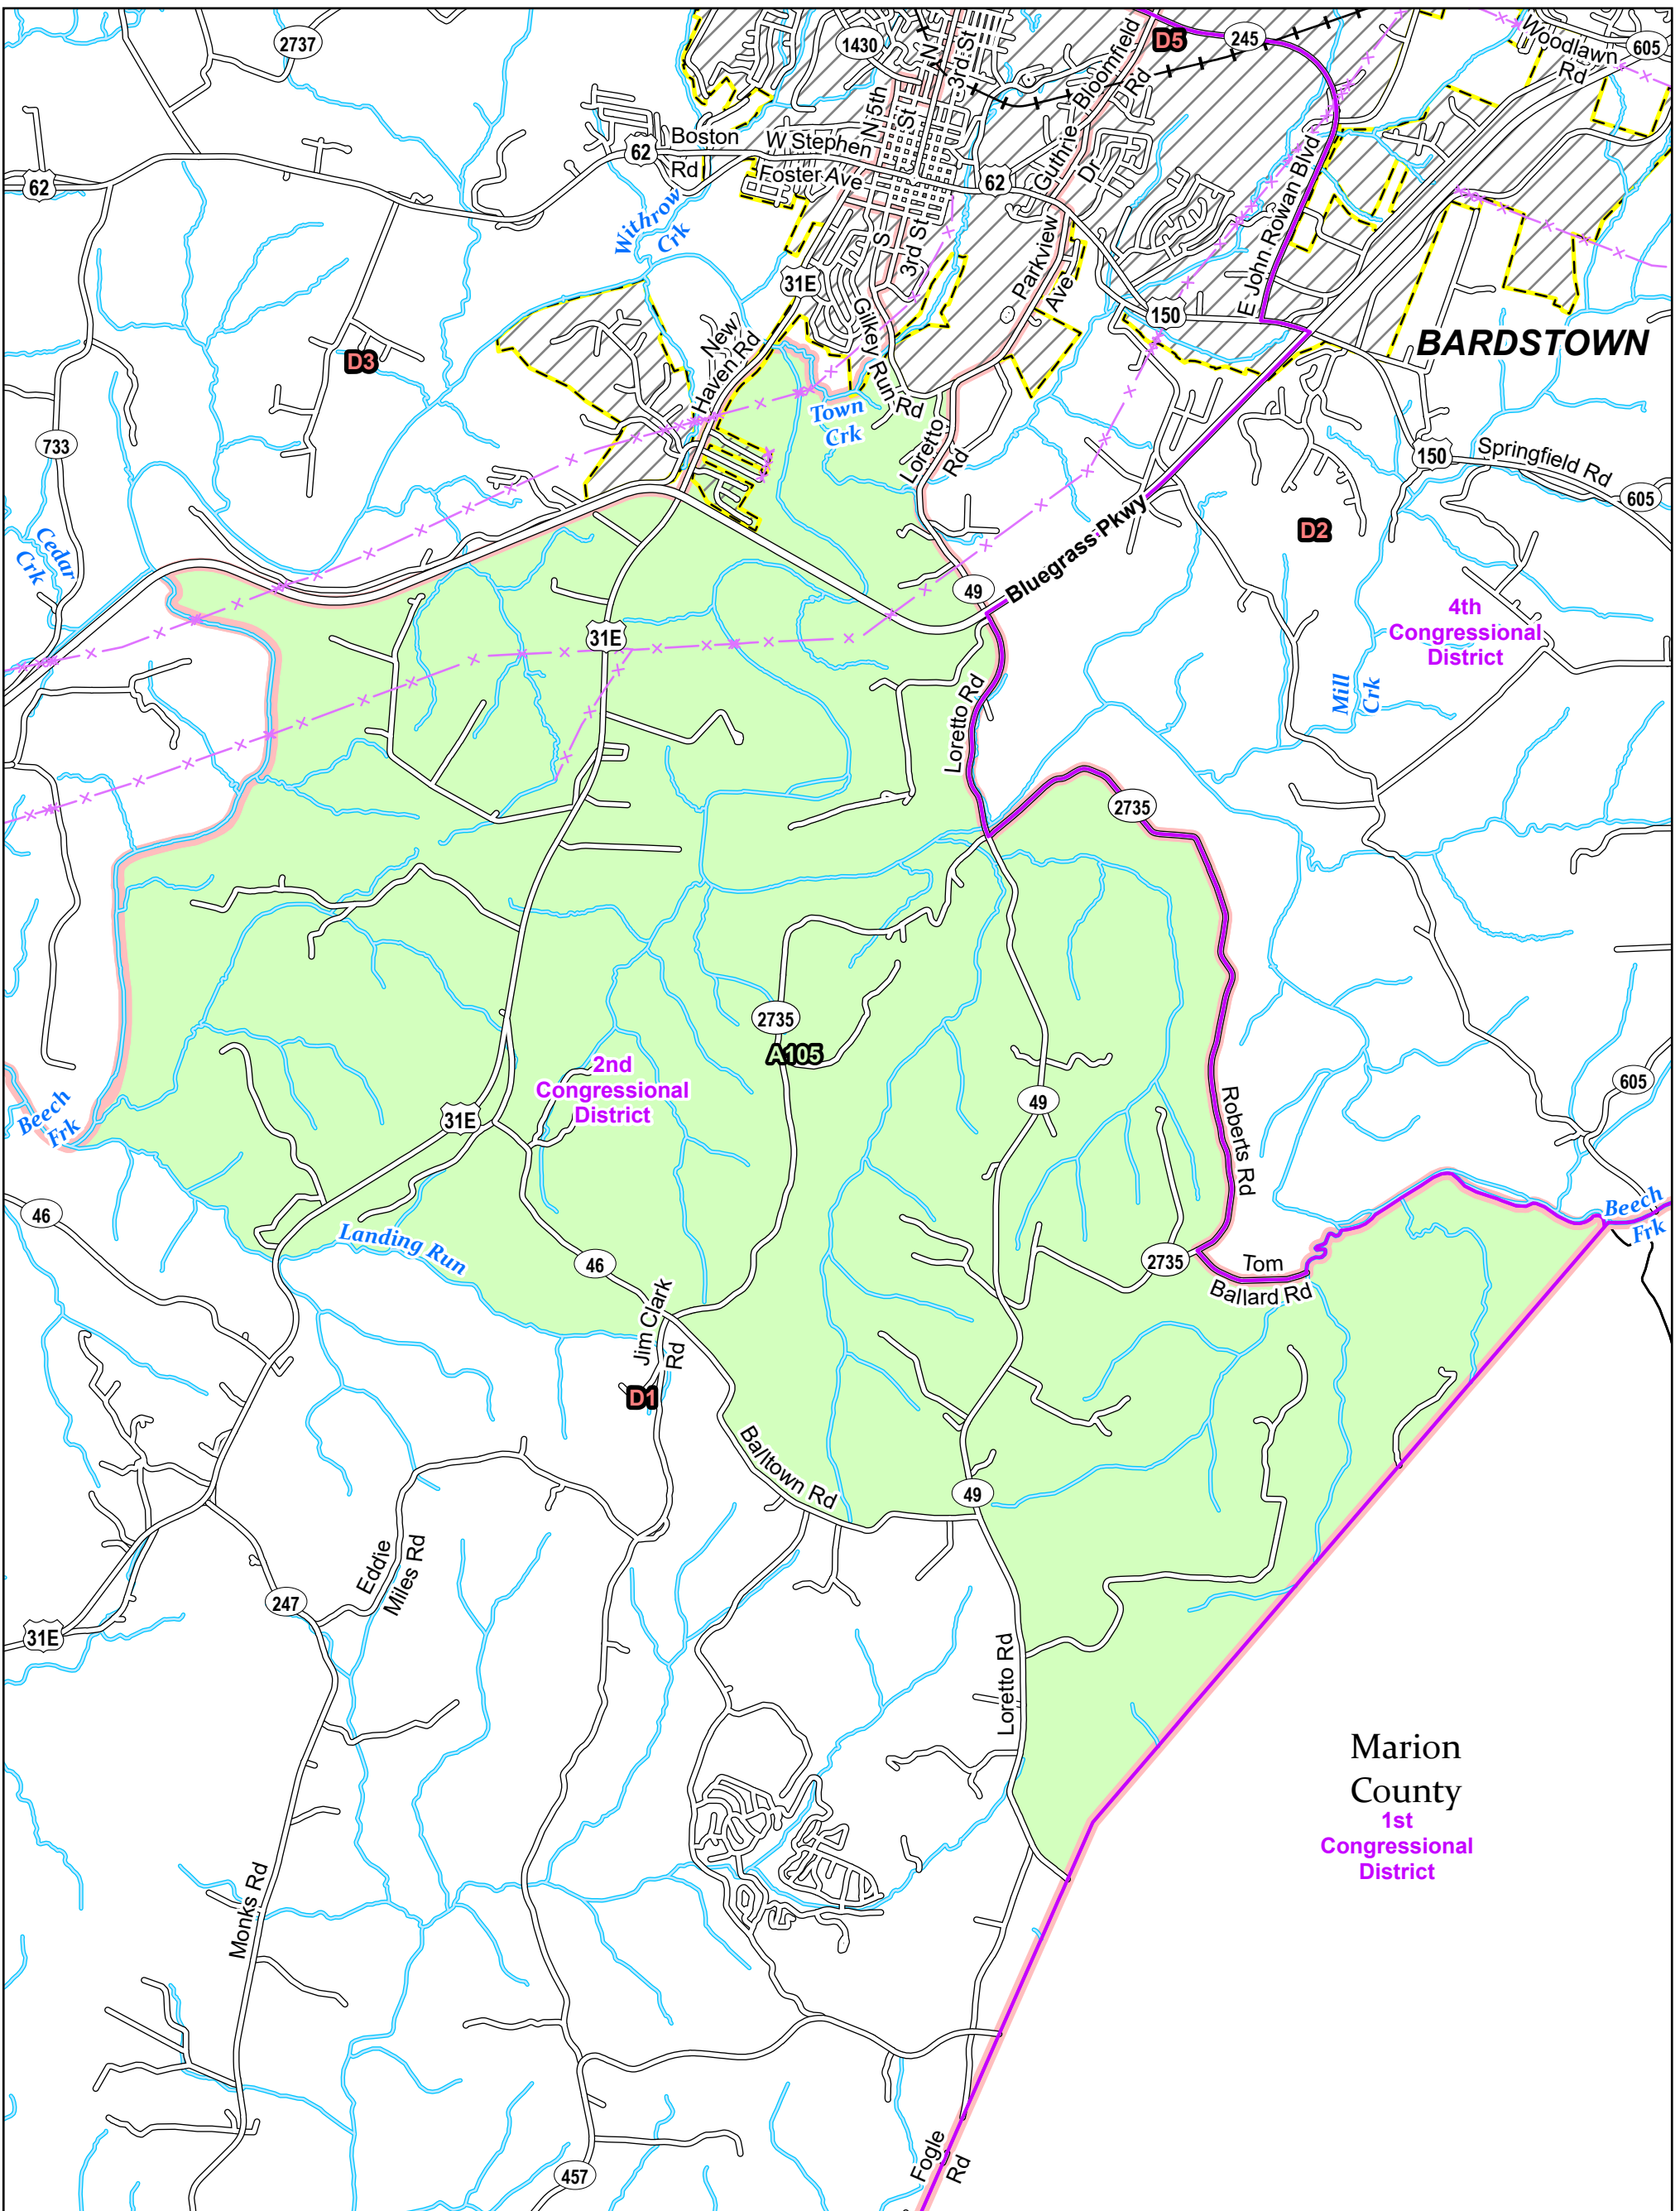 2737
1430
N
3rd St
Bloomfield
Rd
D5
245
Woodlawn
Rd
605
62
Boston
Rd
W Stephen
Foster Ave
N 5th
St
62
Guthrie
Dr
62
Withrow
Crk
31E
S
3rd St
Parkview
Ave
E John Rowan Blvd
150
BARDSTOWN
D3
New
Haven Rd
Gilkey
Run Rd
Town
Crk
Loretto
Rd
733
150
Springfield Rd
605
Cedar
Crk
D2
Bluegrass Pkwy
49
4th
Congressional
District
31E
Loretto Rd
Mill
Crk
2735
2735
A105
2nd
Congressional
District
49
31E
605
Roberts Rd
Beech
Frk
46
Landing Run
46
2735
Tom
Ballard Rd
Beech
Frk
Jim Clark
Rd
D1
Balltown Rd
49
Eddie
Miles Rd
247
31E
Loretto Rd
Marion
County
1st
Congressional
District
Monks Rd
Fogle
Rd
457